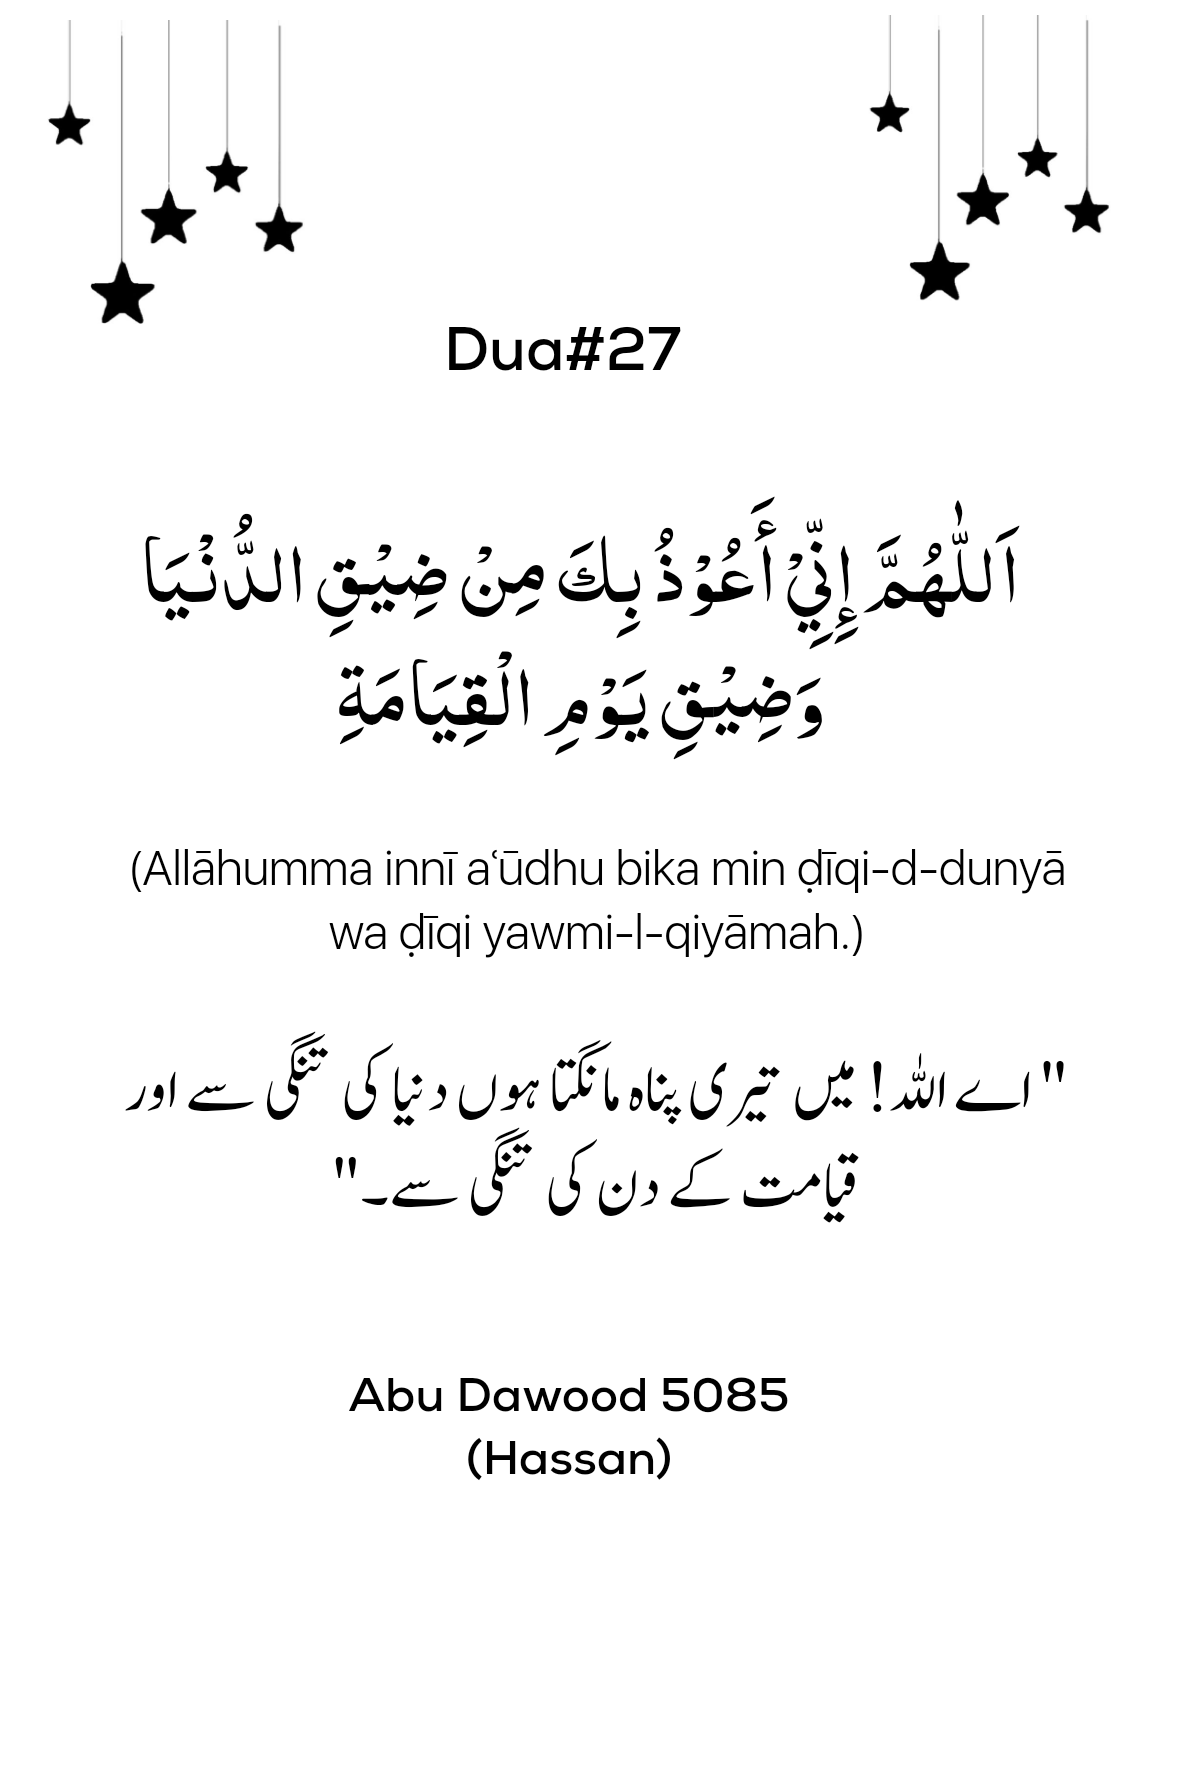 Dua#27
اَللّٰهُمَّ إِنِّيْ أَعُوْذُ بِكَ مِنْ ضِيْقِ الدُّنْيَا
وَضِيْقِ يَوْمِ الْقِيَامَةِ
(Allāhumma innī aʿūdhu bika min ḍīqi-d-dunyā
wa ḍīqi yawmi-l-qiyāmah.)
"اے اللہ! میں تیری پناہ مانگتا ہوں دنیا کی تنگی سے اور
قیامت کے دن کی تنگی سے۔"
Abu Dawood 5085
(Hassan)